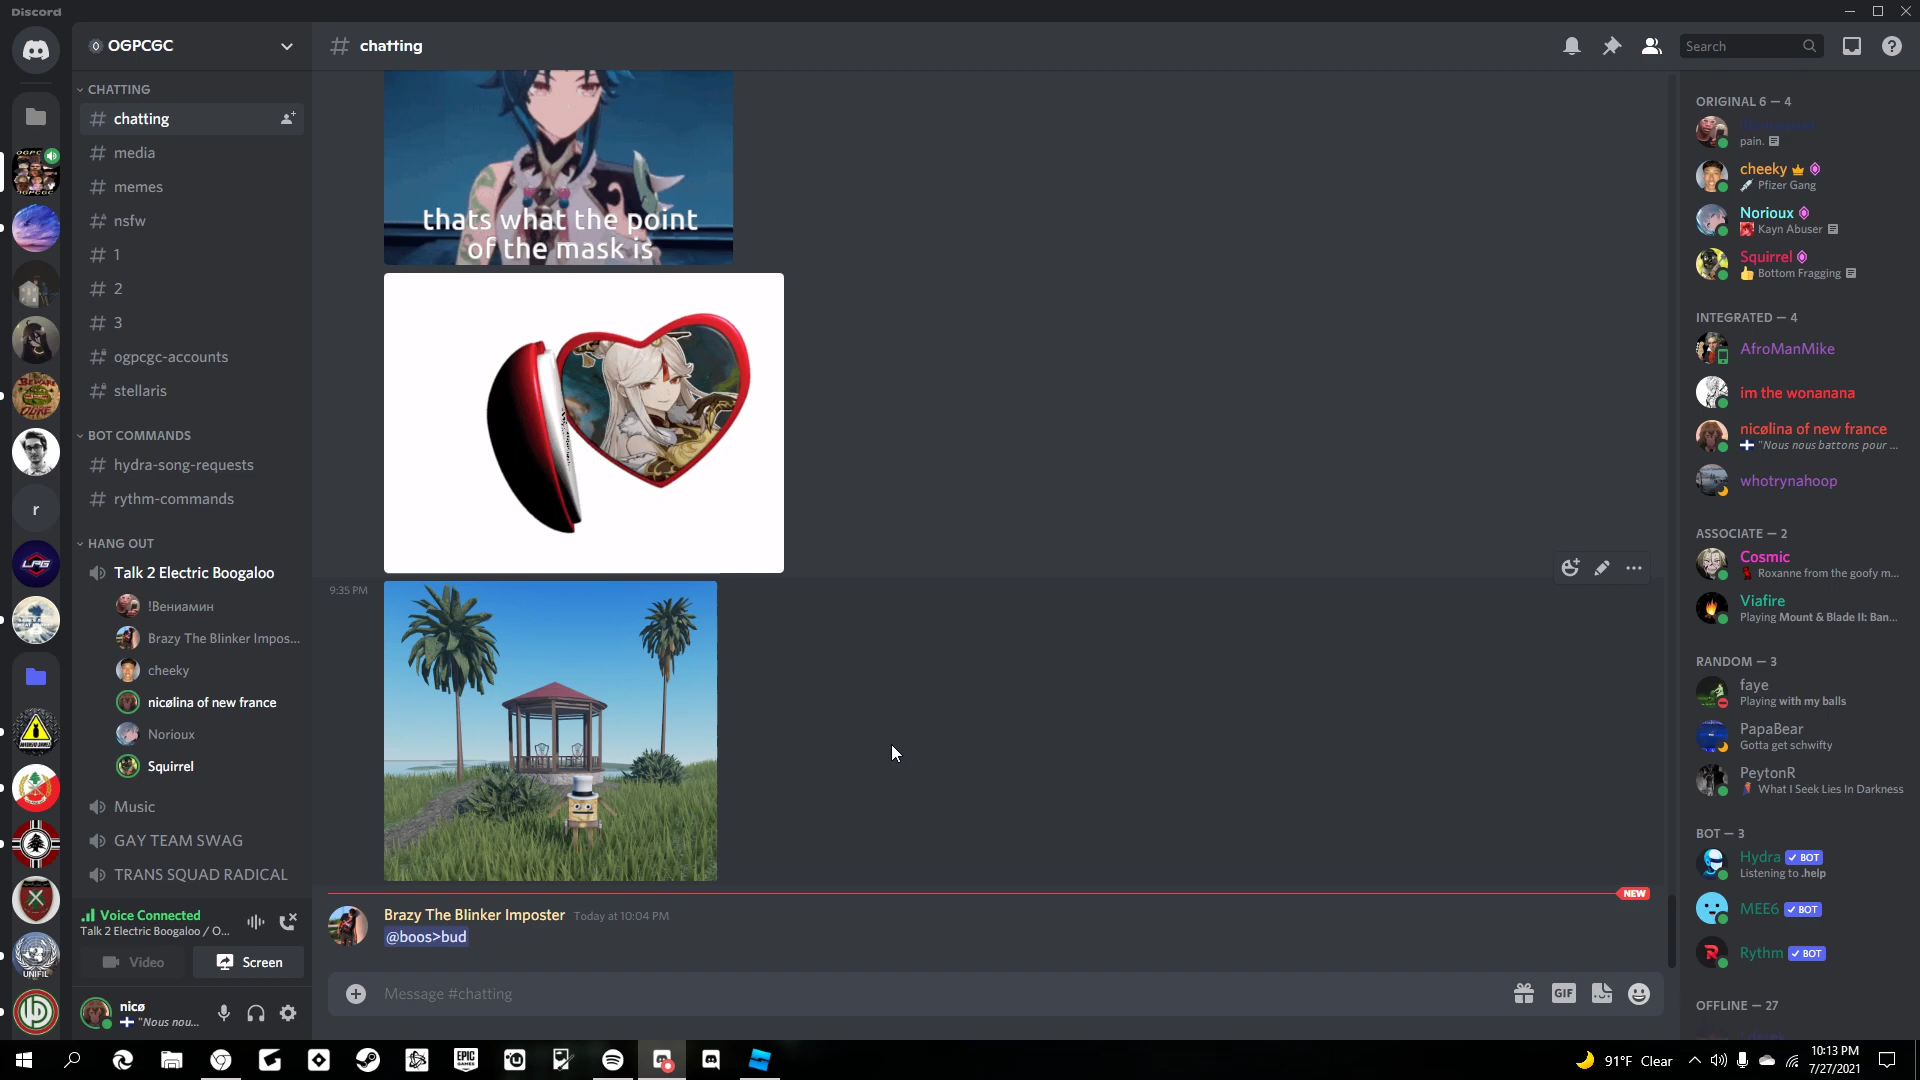 Discord
OGPCGC
chatting
Search
CHATTING
chatting
media
memes
nsfw
1
2
3
ogpcgc-accounts
stellaris
BOT COMMANDS
hydra-song-requests
rythm-commands
HANG OUT
Talk 2 Electric Boogaloo
!Вениамин
Brazy The Blinker Impos...
cheeky
nicølina of new france
Norioux
Squirrel
Music
GAY TEAM SWAG
TRANS SQUAD RADICAL
Voice Connected
Talk 2 Electric Boogaloo / O...
Video
Screen
nicø
"Nous nou...
r
LPG
UNIFIL
thats what the point
of the mask is
9:35 PM
NEW
Brazy The Blinker Imposter Today at 10:04 PM
@boos>bud
Message #chatting
GIF
ORIGINAL 6 — 4
pain.
cheeky
Pfizer Gang
Norioux
Kayn Abuser
Squirrel
Bottom Fragging
INTEGRATED — 4
AfroManMike
im the wonanana
nicølina of new france
"Nous nous battons pour ...
whotrynahoop
ASSOCIATE — 2
Cosmic
Roxanne from the goofy m...
Viafire
Playing Mount & Blade II: Ban...
RANDOM — 3
faye
Playing with my balls
PapaBear
Gotta get schwifty
PeytonR
What I Seek Lies In Darkness
BOT — 3
Hydra BOT
Listening to .help
MEE6 BOT
Rythm BOT
OFFLINE — 27
EPIC GAMES
91°F Clear
10:13 PM
7/27/2021